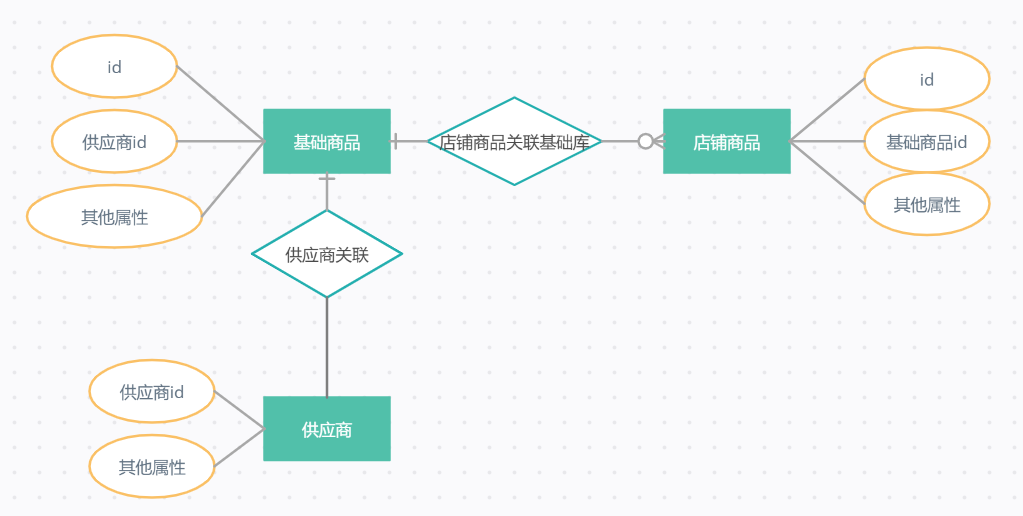 id
供应商id
其他属性
基础商品
店铺商品关联基础库
店铺商品
id
基础商品id
其他属性
供应商关联
供应商id
其他属性
供应商